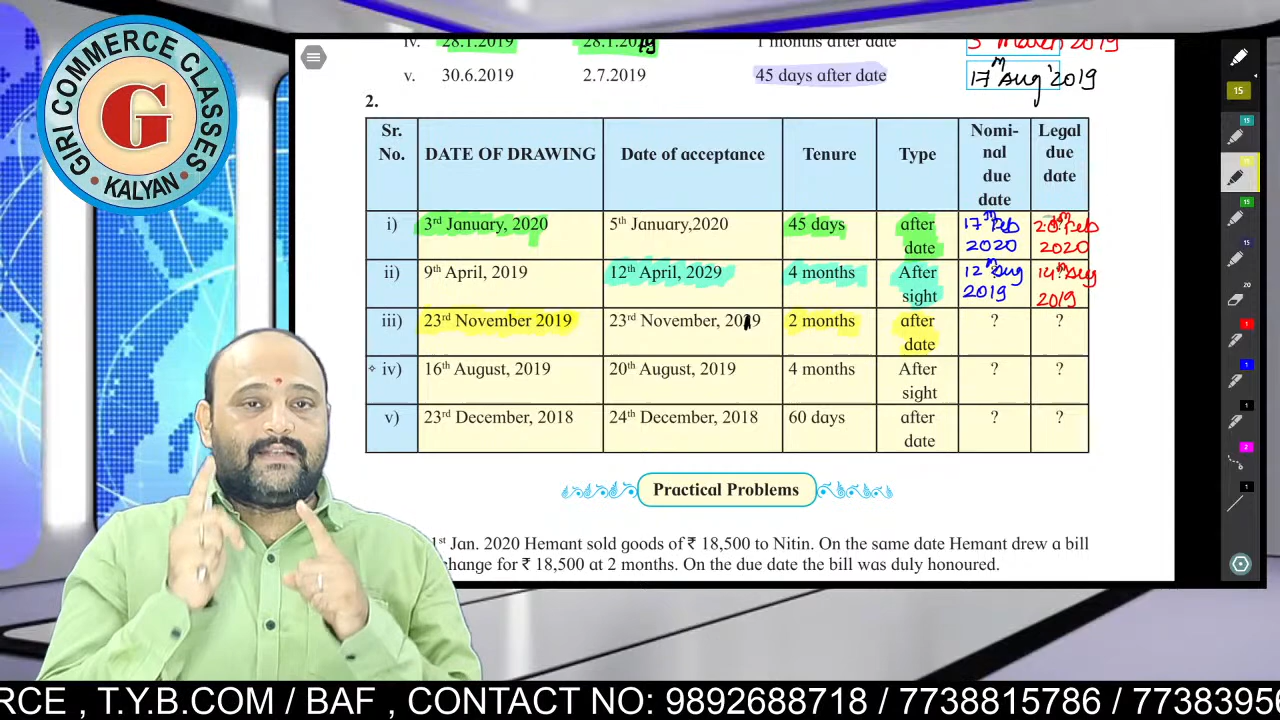 GIRI COMMERCE CLASSES
G
• KALYAN •
iv. 28.1.2019 28.1.2019 1 months after date 3 March 2019
v. 30.6.2019 2.7.2019 45 days after date 17th Aug 2019
2.
Sr. No. DATE OF DRAWING Date of acceptance Tenure Type Nomi-nal due date Legal due date
i) 3rd January, 2020 5th January,2020 45 days after date 17th Feb 2020 20th Feb 2020
ii) 9th April, 2019 12th April, 2029 4 months After sight 12th Aug 2019 14th Aug 2019
iii) 23rd November 2019 23rd November, 2019 2 months after date ? ?
iv) 16th August, 2019 20th August, 2019 4 months After sight ? ?
v) 23rd December, 2018 24th December, 2018 60 days after date ? ?
Practical Problems
1st Jan. 2020 Hemant sold goods of ₹ 18,500 to Nitin. On the same date Hemant drew a bill
change for ₹ 18,500 at 2 months. On the due date the bill was duly honoured.
RCE , T.Y.B.COM / BAF , CONTACT NO: 9892688718 / 7738815786 / 7738395